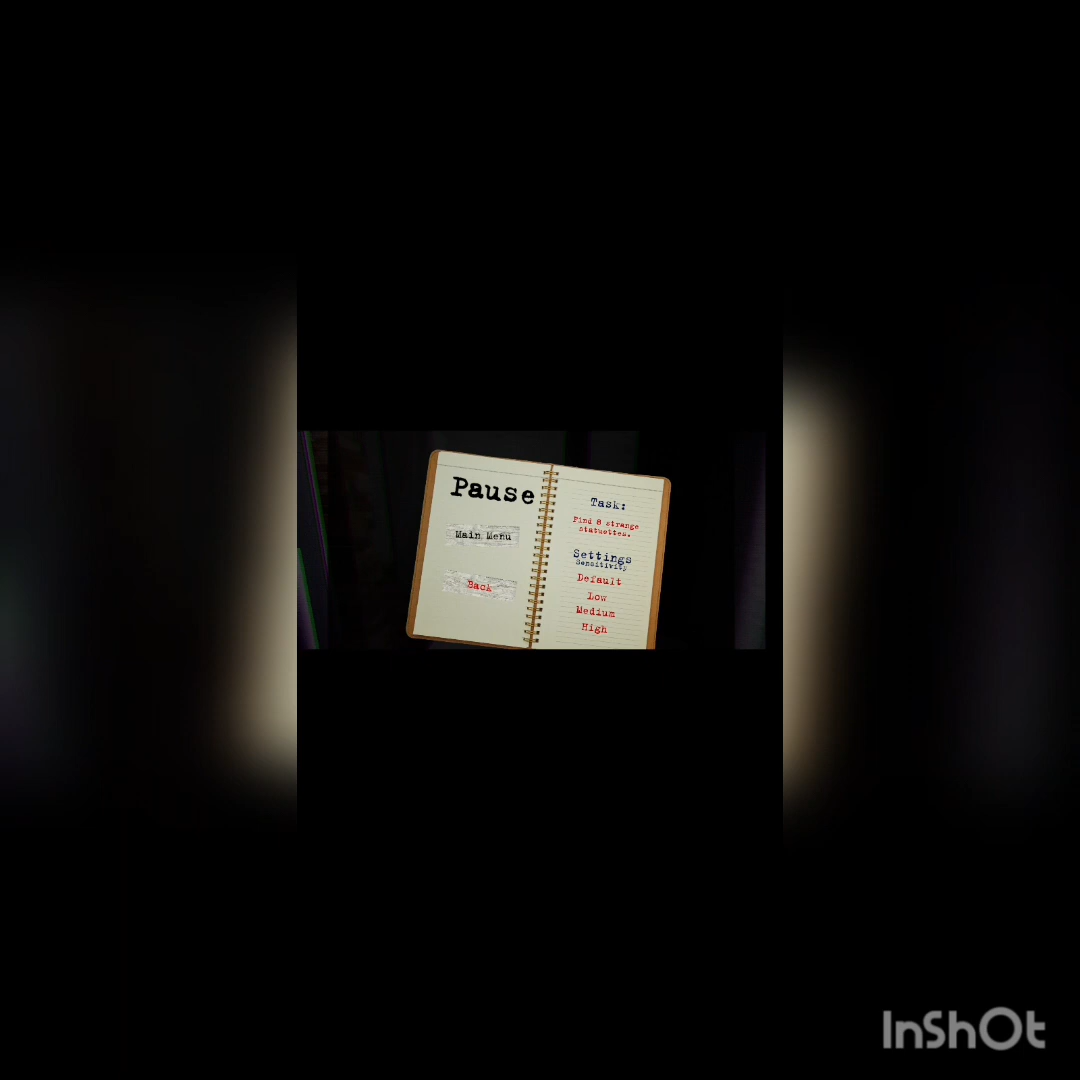 Pause
Main Menu
Back
Task:
Find 8 strange
statuettes.
Settings
Sensitivity
Default
Low
Medium
High
InShOt